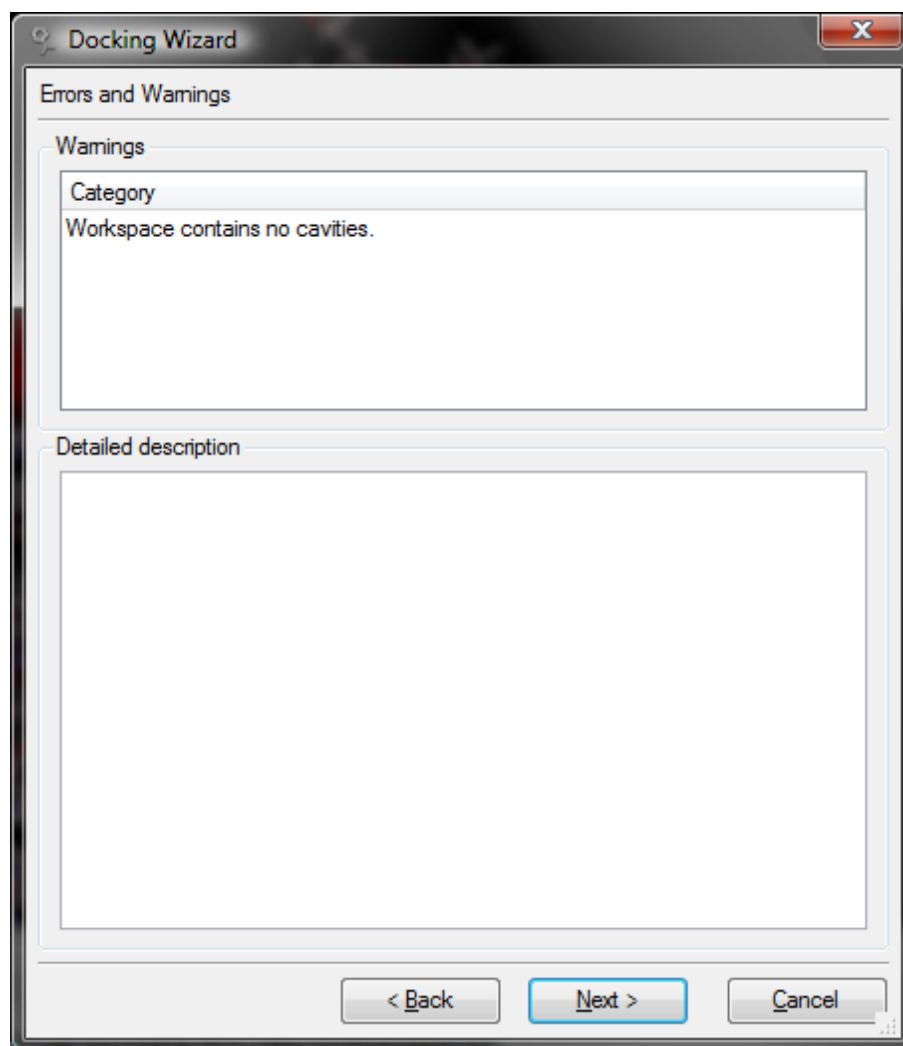 Docking Wizard
Errors and Warnings
Warnings
Category
Workspace contains no cavities.
Detailed description
< Back
Next >
Cancel